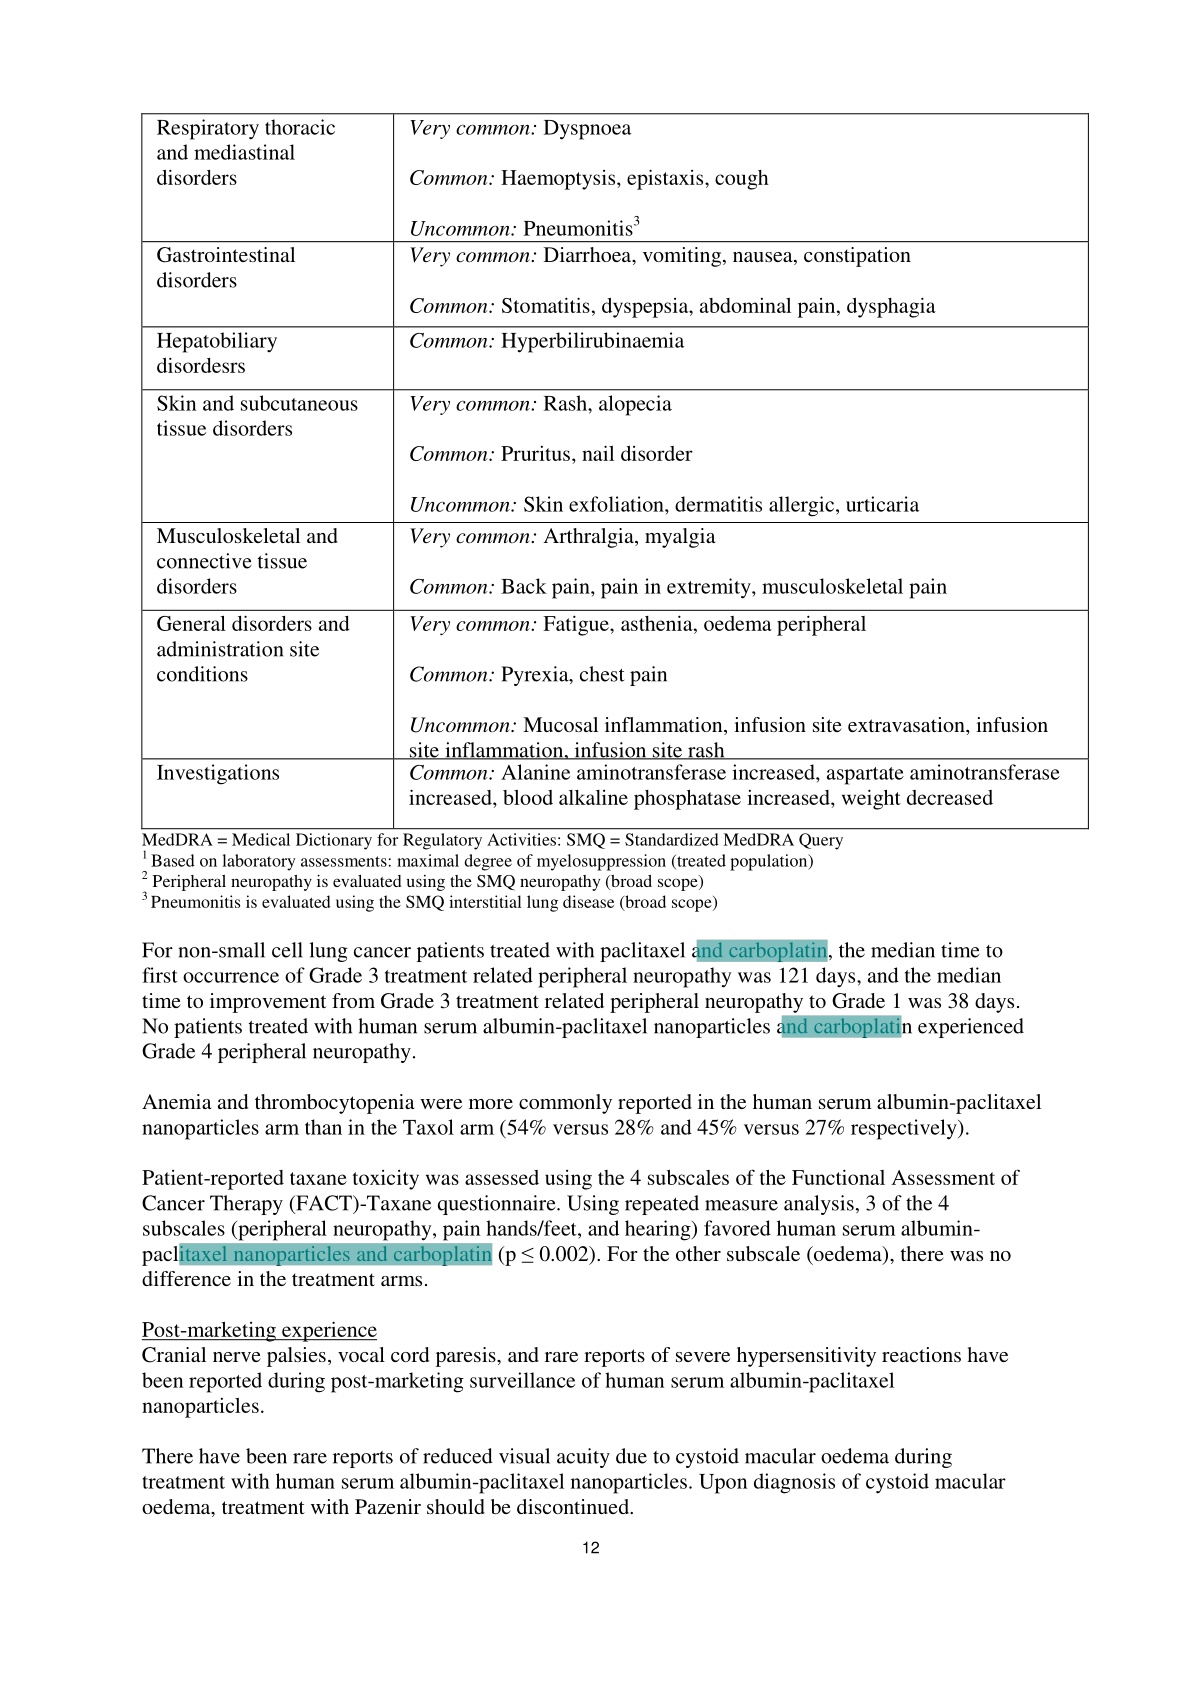 Respiratory thoracic
and mediastinal
disorders
Very common: Dyspnoea
Common: Haemoptysis, epistaxis, cough
Uncommon: Pneumonitis3
Gastrointestinal
disorders
Very common: Diarrhoea, vomiting, nausea, constipation
Common: Stomatitis, dyspepsia, abdominal pain, dysphagia
Hepatobiliary
disordesrs
Common: Hyperbilirubinaemia
Skin and subcutaneous
tissue disorders
Very common: Rash, alopecia
Common: Pruritus, nail disorder
Uncommon: Skin exfoliation, dermatitis allergic, urticaria
Musculoskeletal and
connective tissue
disorders
Very common: Arthralgia, myalgia
Common: Back pain, pain in extremity, musculoskeletal pain
General disorders and
administration site
conditions
Very common: Fatigue, asthenia, oedema peripheral
Common: Pyrexia, chest pain
Uncommon: Mucosal inflammation, infusion site extravasation, infusion
site inflammation, infusion site rash
Investigations
Common: Alanine aminotransferase increased, aspartate aminotransferase
increased, blood alkaline phosphatase increased, weight decreased
MedDRA = Medical Dictionary for Regulatory Activities: SMQ = Standardized MedDRA Query
1 Based on laboratory assessments: maximal degree of myelosuppression (treated population)
2 Peripheral neuropathy is evaluated using the SMQ neuropathy (broad scope)
3 Pneumonitis is evaluated using the SMQ interstitial lung disease (broad scope)
For non-small cell lung cancer patients treated with paclitaxel and carboplatin, the median time to
first occurrence of Grade 3 treatment related peripheral neuropathy was 121 days, and the median
time to improvement from Grade 3 treatment related peripheral neuropathy to Grade 1 was 38 days.
No patients treated with human serum albumin-paclitaxel nanoparticles and carboplatin experienced
Grade 4 peripheral neuropathy.
Anemia and thrombocytopenia were more commonly reported in the human serum albumin-paclitaxel
nanoparticles arm than in the Taxol arm (54% versus 28% and 45% versus 27% respectively).
Patient-reported taxane toxicity was assessed using the 4 subscales of the Functional Assessment of
Cancer Therapy (FACT)-Taxane questionnaire. Using repeated measure analysis, 3 of the 4
subscales (peripheral neuropathy, pain hands/feet, and hearing) favored human serum albumin-
paclitaxel nanoparticles and carboplatin (p ≤ 0.002). For the other subscale (oedema), there was no
difference in the treatment arms.
Post-marketing experience
Cranial nerve palsies, vocal cord paresis, and rare reports of severe hypersensitivity reactions have
been reported during post-marketing surveillance of human serum albumin-paclitaxel
nanoparticles.
There have been rare reports of reduced visual acuity due to cystoid macular oedema during
treatment with human serum albumin-paclitaxel nanoparticles. Upon diagnosis of cystoid macular
oedema, treatment with Pazenir should be discontinued.
12